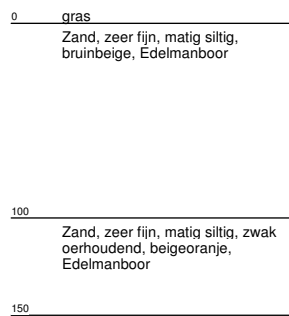 0 gras
Zand, zeer fijn, matig siltig,
bruinbeige, Edelmanboor
100
Zand, zeer fijn, matig siltig, zwak
oerhoudend, beigeoranje,
Edelmanboor
150